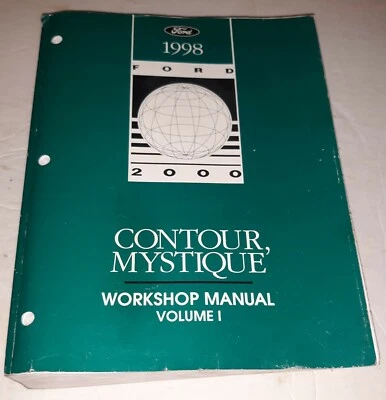 Ford
1998
FORD
2000
CONTOUR,
MYSTIQUE
WORKSHOP MANUAL
VOLUME I